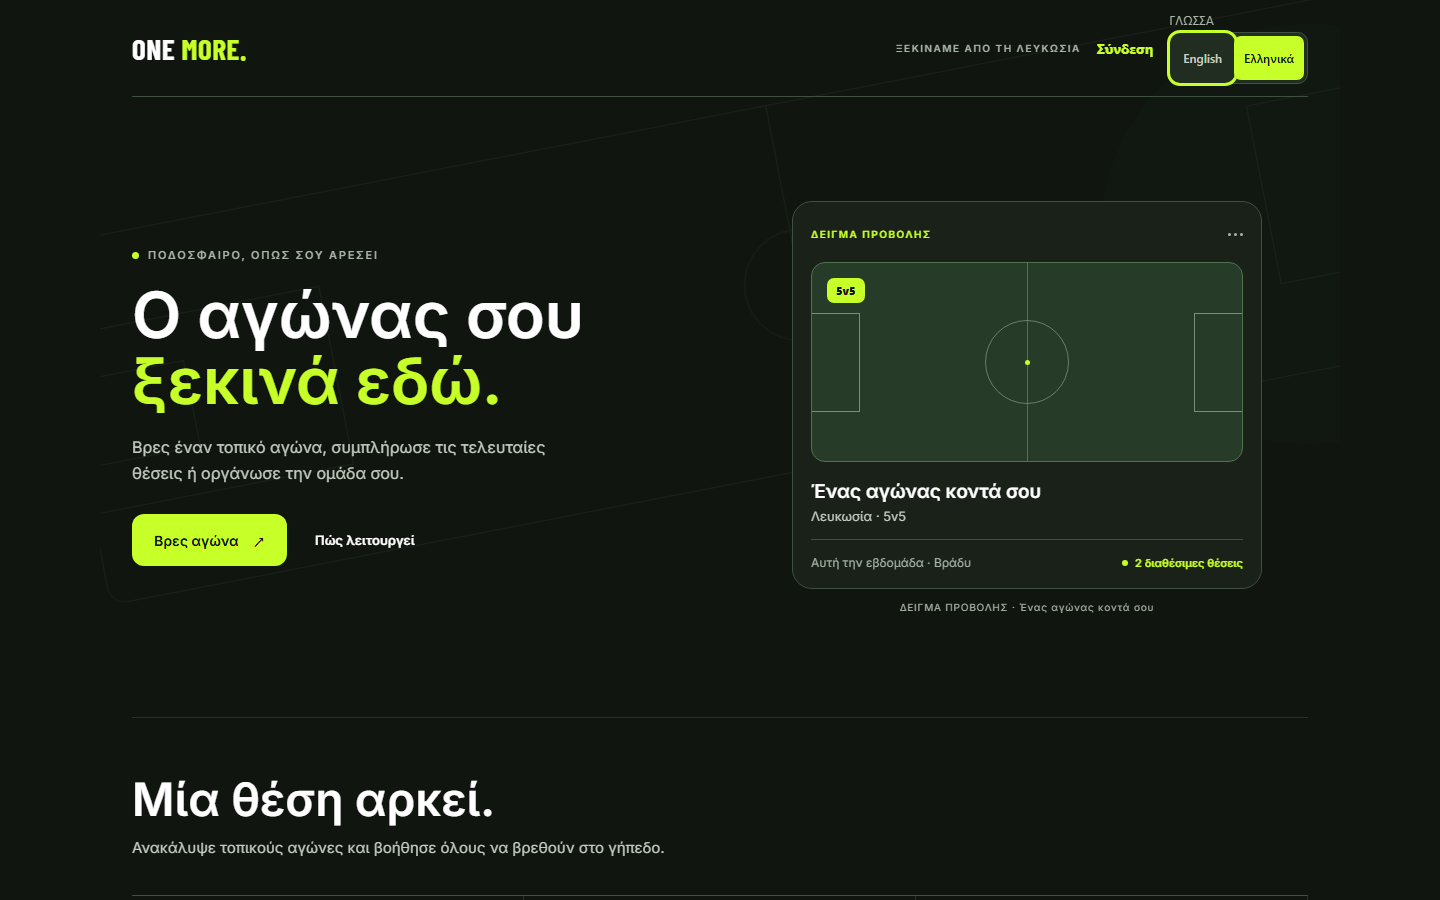 ΓΛΩΣΣΑ
ONE MORE.
ΞΕΚΙΝΑΜΕ ΑΠΟ ΤΗ ΛΕΥΚΩΣΙΑ
Σύνδεση
English
Ελληνικά
ΠΟΔΟΣΦΑΙΡΟ, ΟΠΩΣ ΣΟΥ ΑΡΕΣΕΙ
Ο αγώνας σου
ξεκινά εδώ.
Βρες έναν τοπικό αγώνα, συμπλήρωσε τις τελευταίες
θέσεις ή οργάνωσε την ομάδα σου.
Βρες αγώνα ↗
Πώς λειτουργεί
ΔΕΙΓΜΑ ΠΡΟΒΟΛΗΣ
5v5
Ένας αγώνας κοντά σου
Λευκωσία · 5v5
Αυτή την εβδομάδα · Βράδυ
2 διαθέσιμες θέσεις
ΔΕΙΓΜΑ ΠΡΟΒΟΛΗΣ · Ένας αγώνας κοντά σου
Μία θέση αρκεί.
Ανακάλυψε τοπικούς αγώνες και βοήθησε όλους να βρεθούν στο γήπεδο.